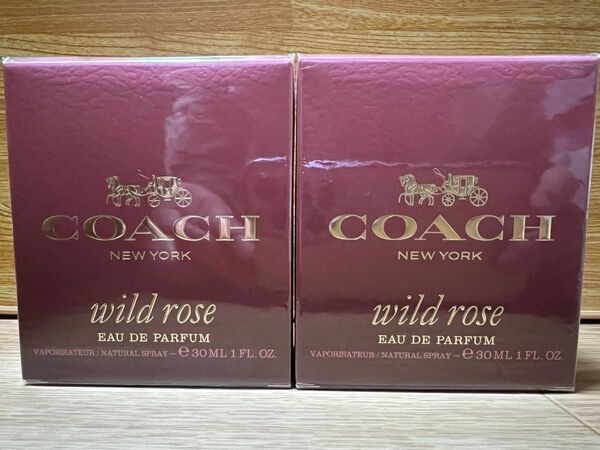 COACH
NEW YORK
wild rose
EAU DE PARFUM
VAPORISATEUR / NATURAL SPRAY – ℮ 30 ML 1 FL. OZ.
COACH
NEW YORK
wild rose
EAU DE PARFUM
VAPORISATEUR / NATURAL SPRAY – ℮ 30 ML 1 FL. OZ.